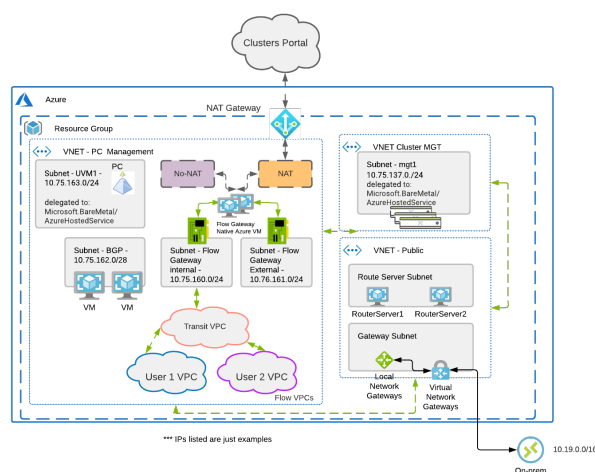 Clusters Portal
Azure
NAT Gateway
Resource Group
VNET - PC Management
Subnet - UVM1 -
10.75.163.0/24
delegated to:
Microsoft.BareMetal/
AzureHostedService
PC
No-NAT
NAT
Flow Gateway
Native Azure VM
Subnet - BGP -
10.75.162.0/28
VM
VM
Subnet - Flow
Gateway
internal -
10.75.160.0/24
Subnet - Flow
Gateway
External -
10.76.161.0/24
Transit VPC
User 1 VPC
User 2 VPC
Flow VPCs
VNET Cluster MGT
Subnet - mgt1
10.75.137.0/24
delegated to:
Microsoft.BareMetal/
AzureHostedService
VNET - Public
Route Server Subnet
RouterServer1
RouterServer2
Gateway Subnet
Local
Network
Gateways
Virtual
Network
Gateways
*** IPs listed are just examples
10.19.0.0/16
On-prem